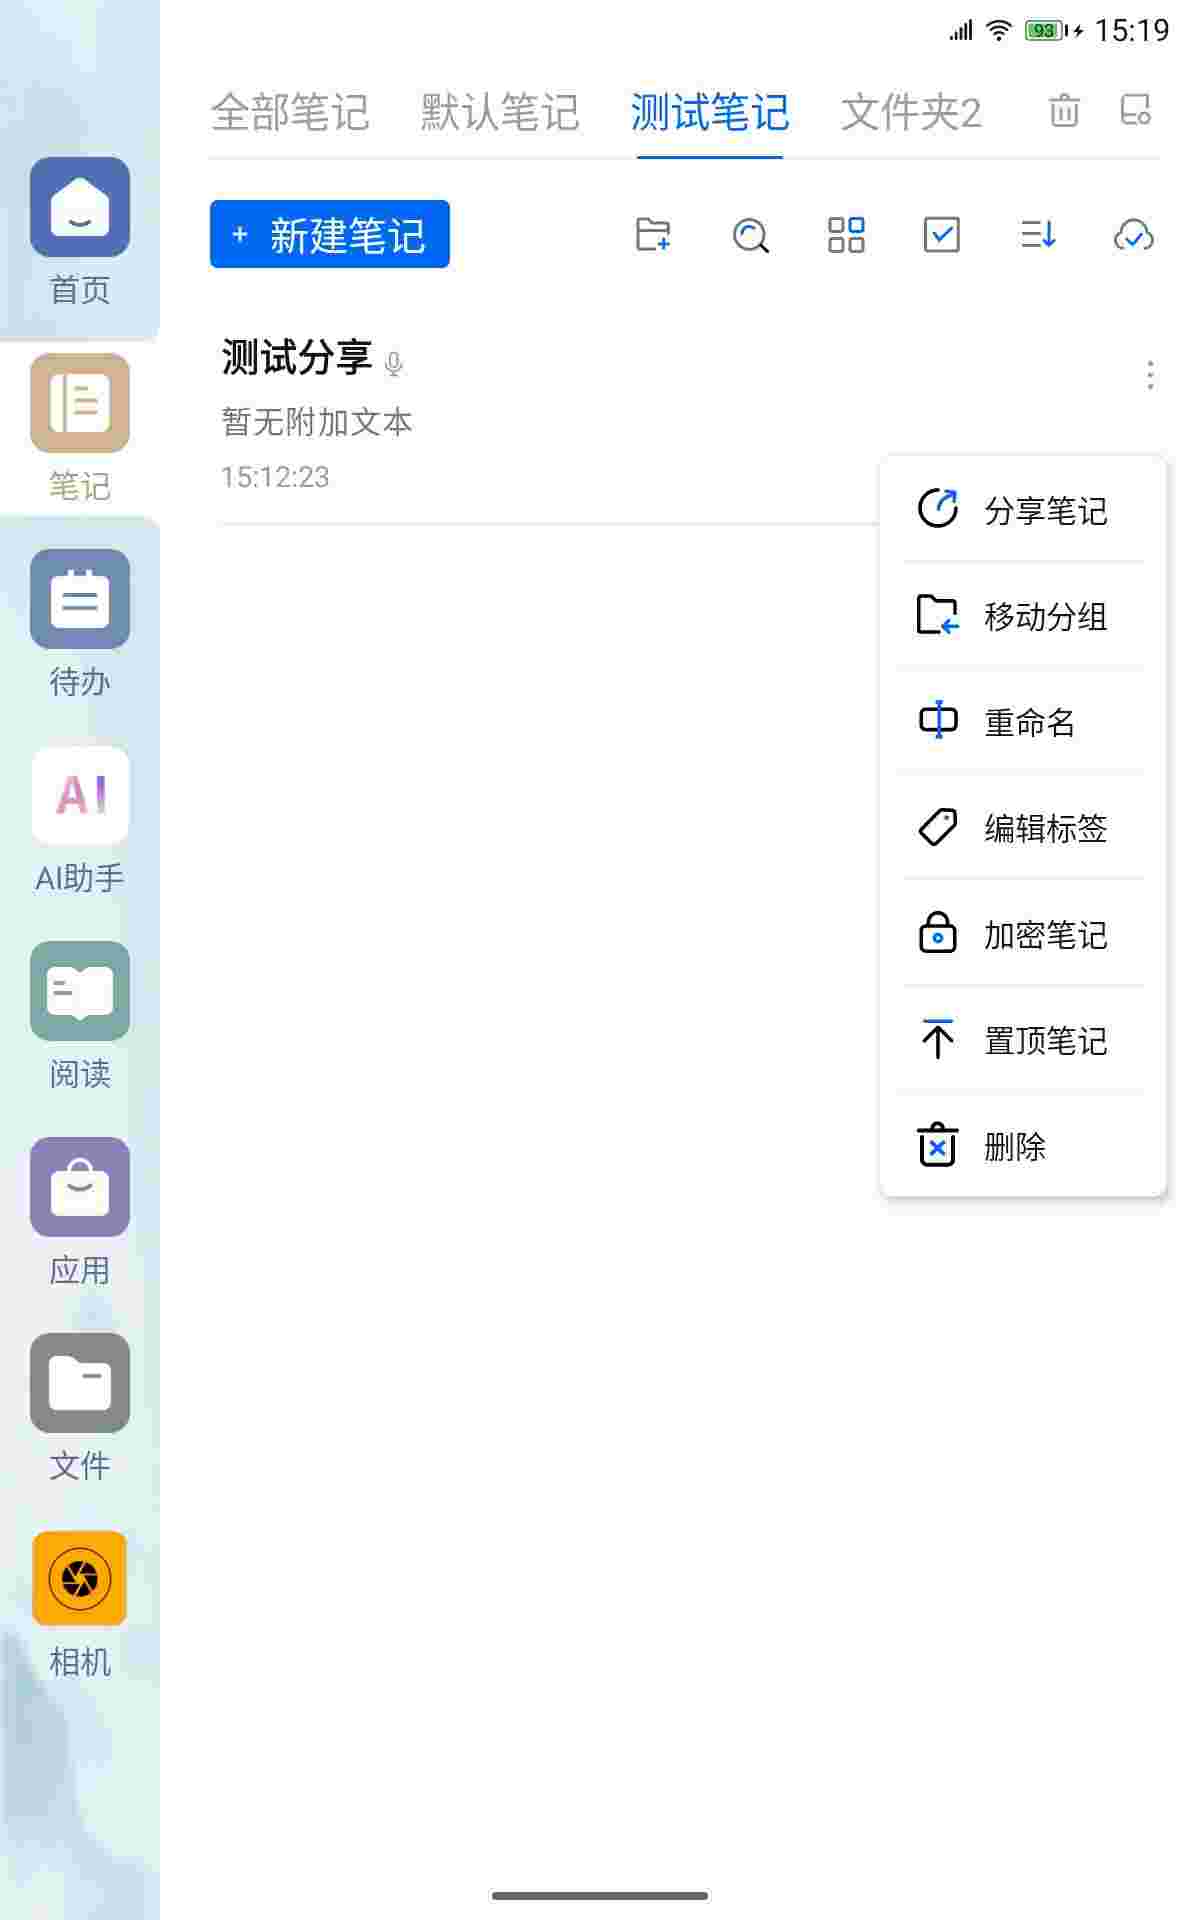 93 15:19
全部笔记 默认笔记 测试笔记 文件夹2
+ 新建笔记
首页
笔记
待办
AI
AI助手
阅读
应用
文件
相机
测试分享
暂无附加文本
15:12:23
分享笔记
移动分组
重命名
编辑标签
加密笔记
置顶笔记
删除